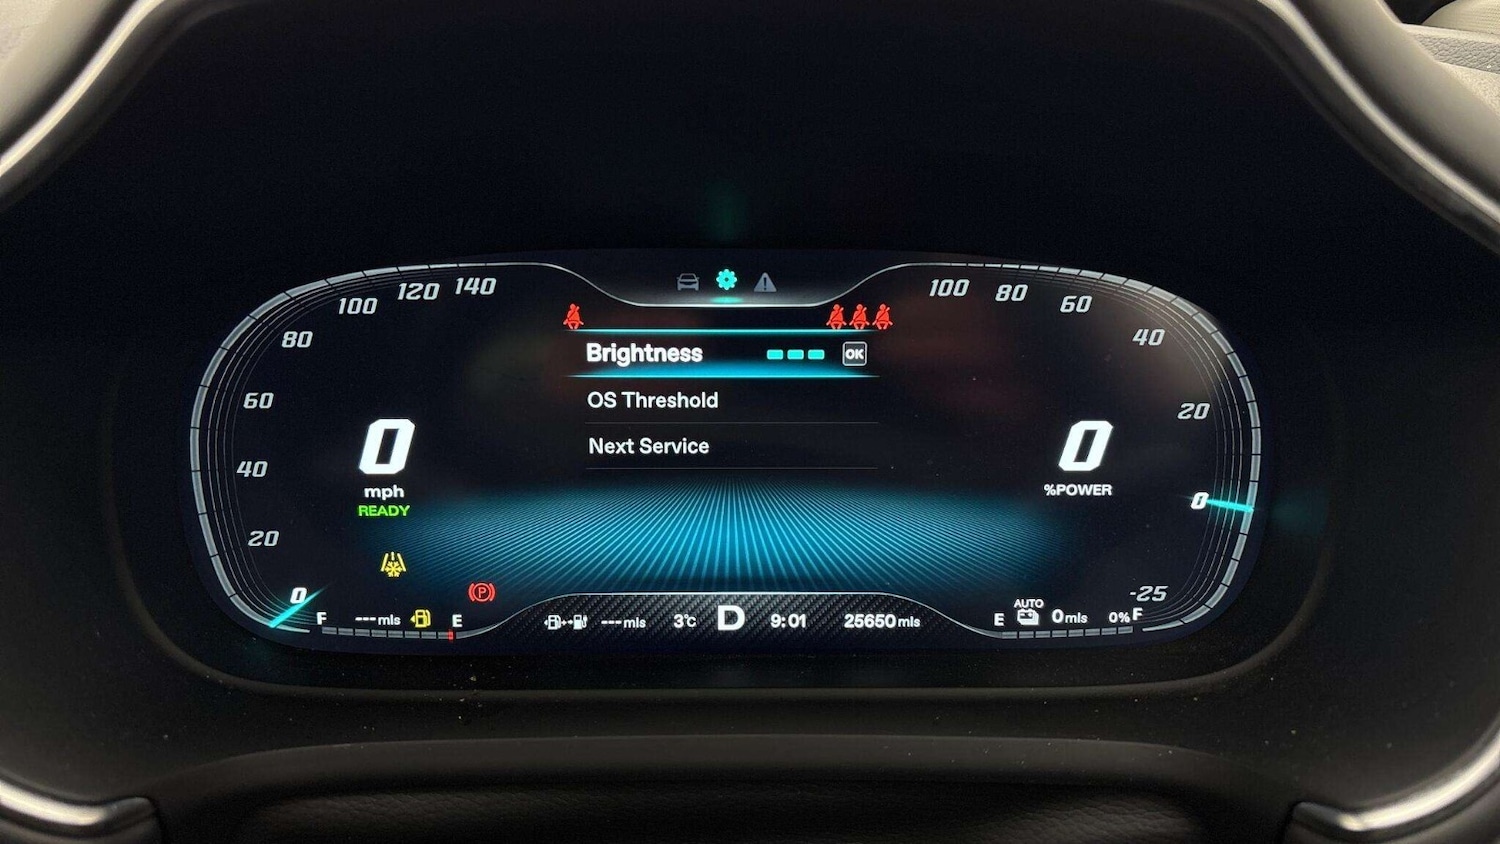 100 120 140
80
60
40
20
0
0
mph
READY
Brightness OK
OS Threshold
Next Service
100 80 60
40
20
0
-25
0
%POWER
F ---mls E
P
---mls 3℃ D 9:01 25650mls
AUTO
E 0mls 0% F